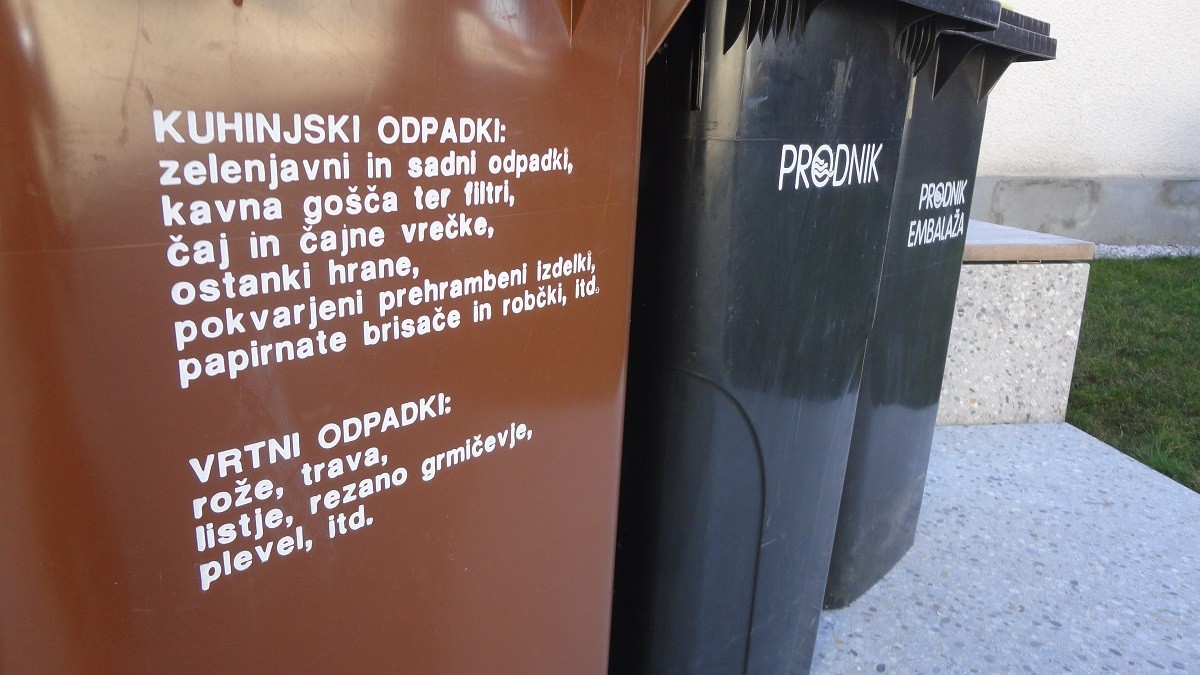 KUHINJSKI ODPADKI:
zelenjavni in sadni odpadki,
kavna gošča ter filtri,
čaj in čajne vrečke,
ostanki hrane,
pokvarjeni prehrambeni izdelki,
papirnate brisače in robčki, itd.
VRTNI ODPADKI:
rože, trava,
listje, rezano grmičevje,
plevel, itd.
PRODNIK
PRODNIK
EMBALAŽA